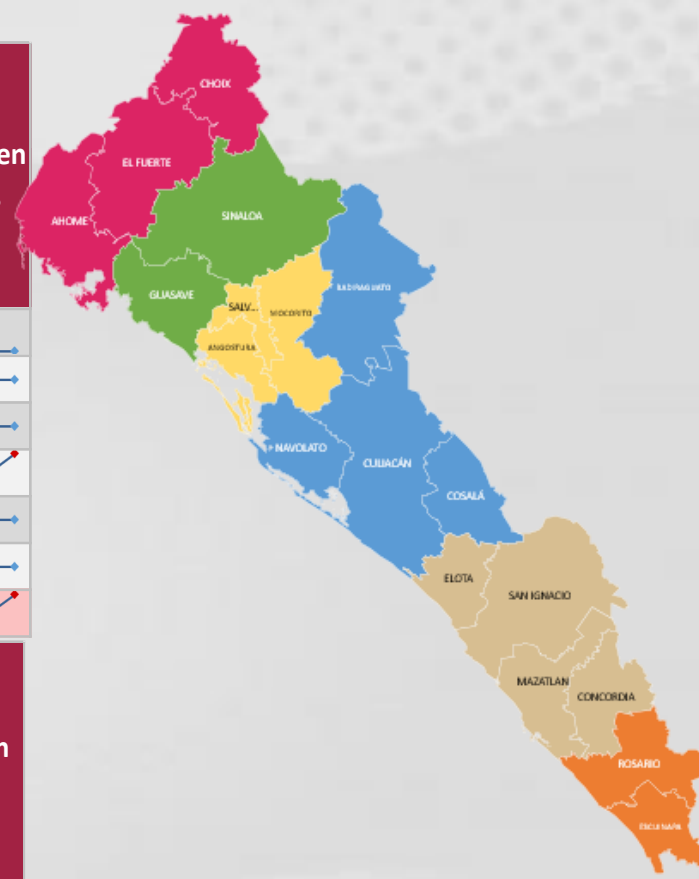 CHOIX
en
EL FUERTE
AHOME
SINALOA
BADIRAGUATO
GUASAVE
SALV...
MOCORITO
ANGOSTURA
NAVOLATO
CULIACÁN
COSALÁ
ELOTA
SAN IGNACIO
MAZATLAN
CONCORDIA
n
ROSARIO
ESCUINAPA